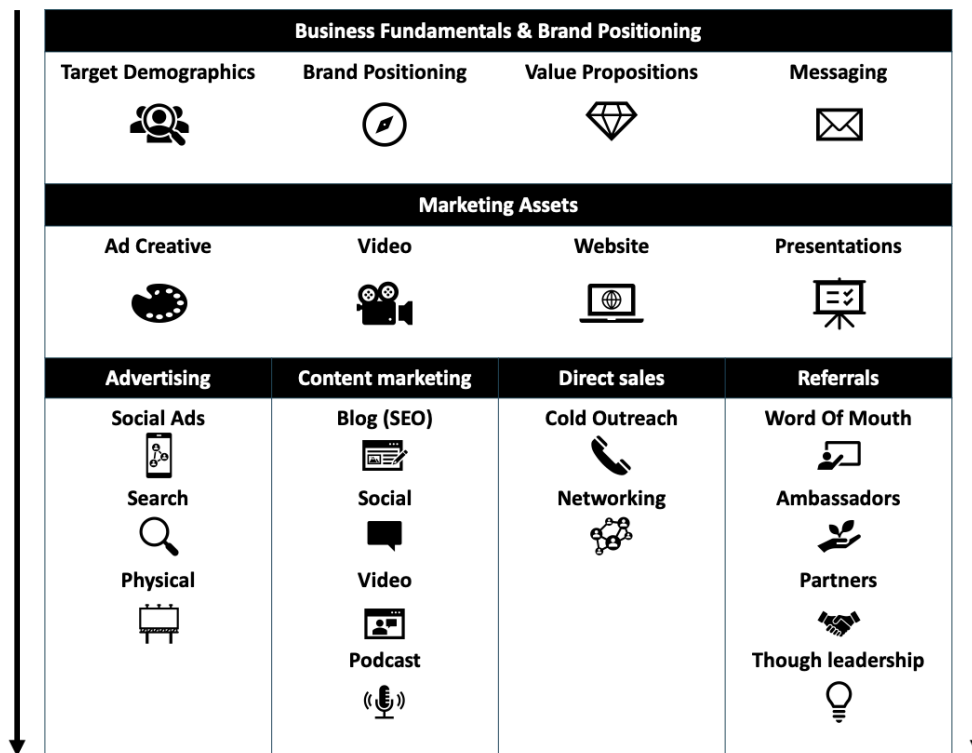 Business Fundamentals & Brand Positioning
Target Demographics
Brand Positioning
Value Propositions
Messaging
Marketing Assets
Ad Creative
Video
Website
Presentations
Advertising
Content marketing
Direct sales
Referrals
Social Ads
Blog (SEO)
Cold Outreach
Word Of Mouth
Search
Social
Networking
Ambassadors
Physical
Video
Partners
Podcast
Though leadership